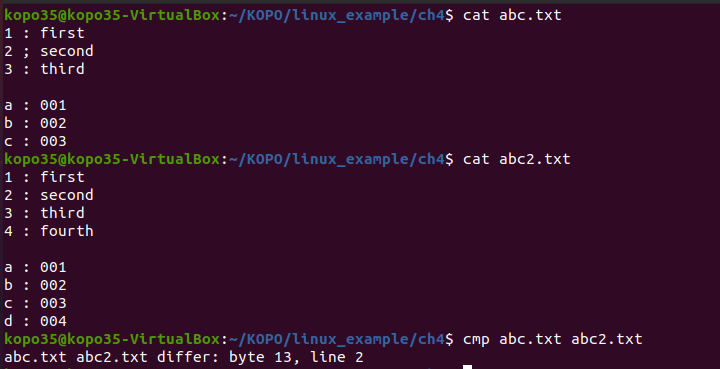 kopo35@kopo35-VirtualBox:~/KOPO/linux_example/ch4$ cat abc.txt
1 : first
2 ; second
3 : third

a : 001
b : 002
c : 003
kopo35@kopo35-VirtualBox:~/KOPO/linux_example/ch4$ cat abc2.txt
1 : first
2 : second
3 : third
4 : fourth

a : 001
b : 002
c : 003
d : 004
kopo35@kopo35-VirtualBox:~/KOPO/linux_example/ch4$ cmp abc.txt abc2.txt
abc.txt abc2.txt differ: byte 13, line 2